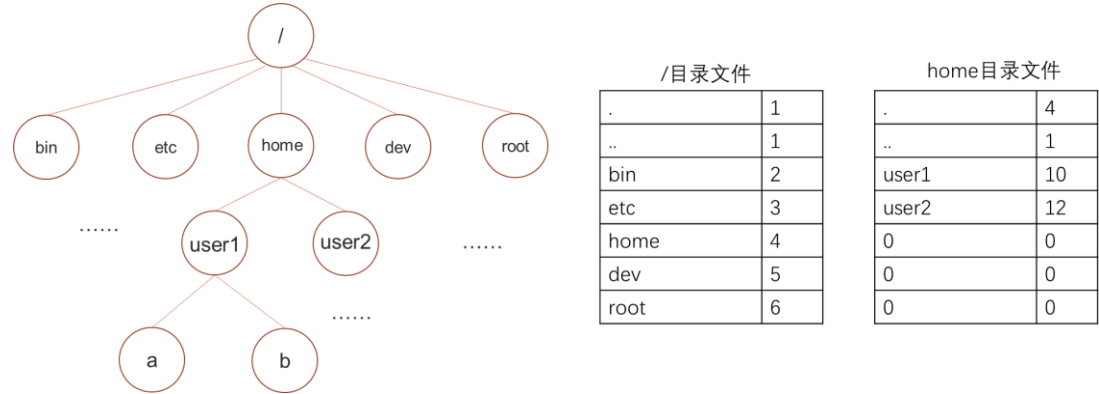 /
bin
etc
home
dev
root
……
user1
user2
……
……
a
b
/目录文件
. 1
.. 1
bin 2
etc 3
home 4
dev 5
root 6
home目录文件
. 4
.. 1
user1 10
user2 12
0 0
0 0
0 0